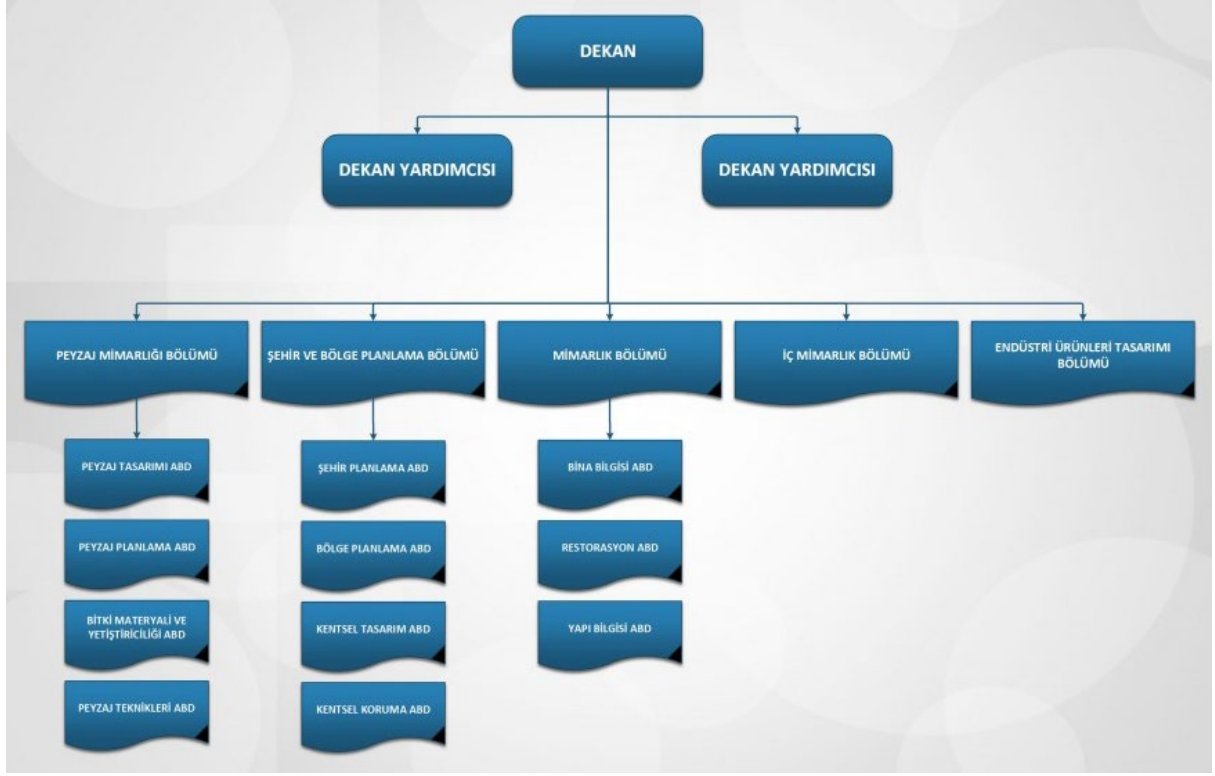 DEKAN
DEKAN YARDIMCISI
DEKAN YARDIMCISI
PEYZAJ MİMARLIĞI BÖLÜMÜ
ŞEHİR VE BÖLGE PLANLAMA BÖLÜMÜ
MİMARLIK BÖLÜMÜ
İÇ MİMARLIK BÖLÜMÜ
ENDÜSTRİ ÜRÜNLERİ TASARIMI
BÖLÜMÜ
PEYZAJ TASARIMI ABD
PEYZAJ PLANLAMA ABD
BİTKİ MATERYALİ VE
YETİŞTİRİCİLİĞİ ABD
PEYZAJ TEKNİKLERİ ABD
ŞEHİR PLANLAMA ABD
BÖLGE PLANLAMA ABD
KENTSEL TASARIM ABD
KENTSEL KORUMA ABD
BİNA BİLGİSİ ABD
RESTORASYON ABD
YAPI BİLGİSİ ABD